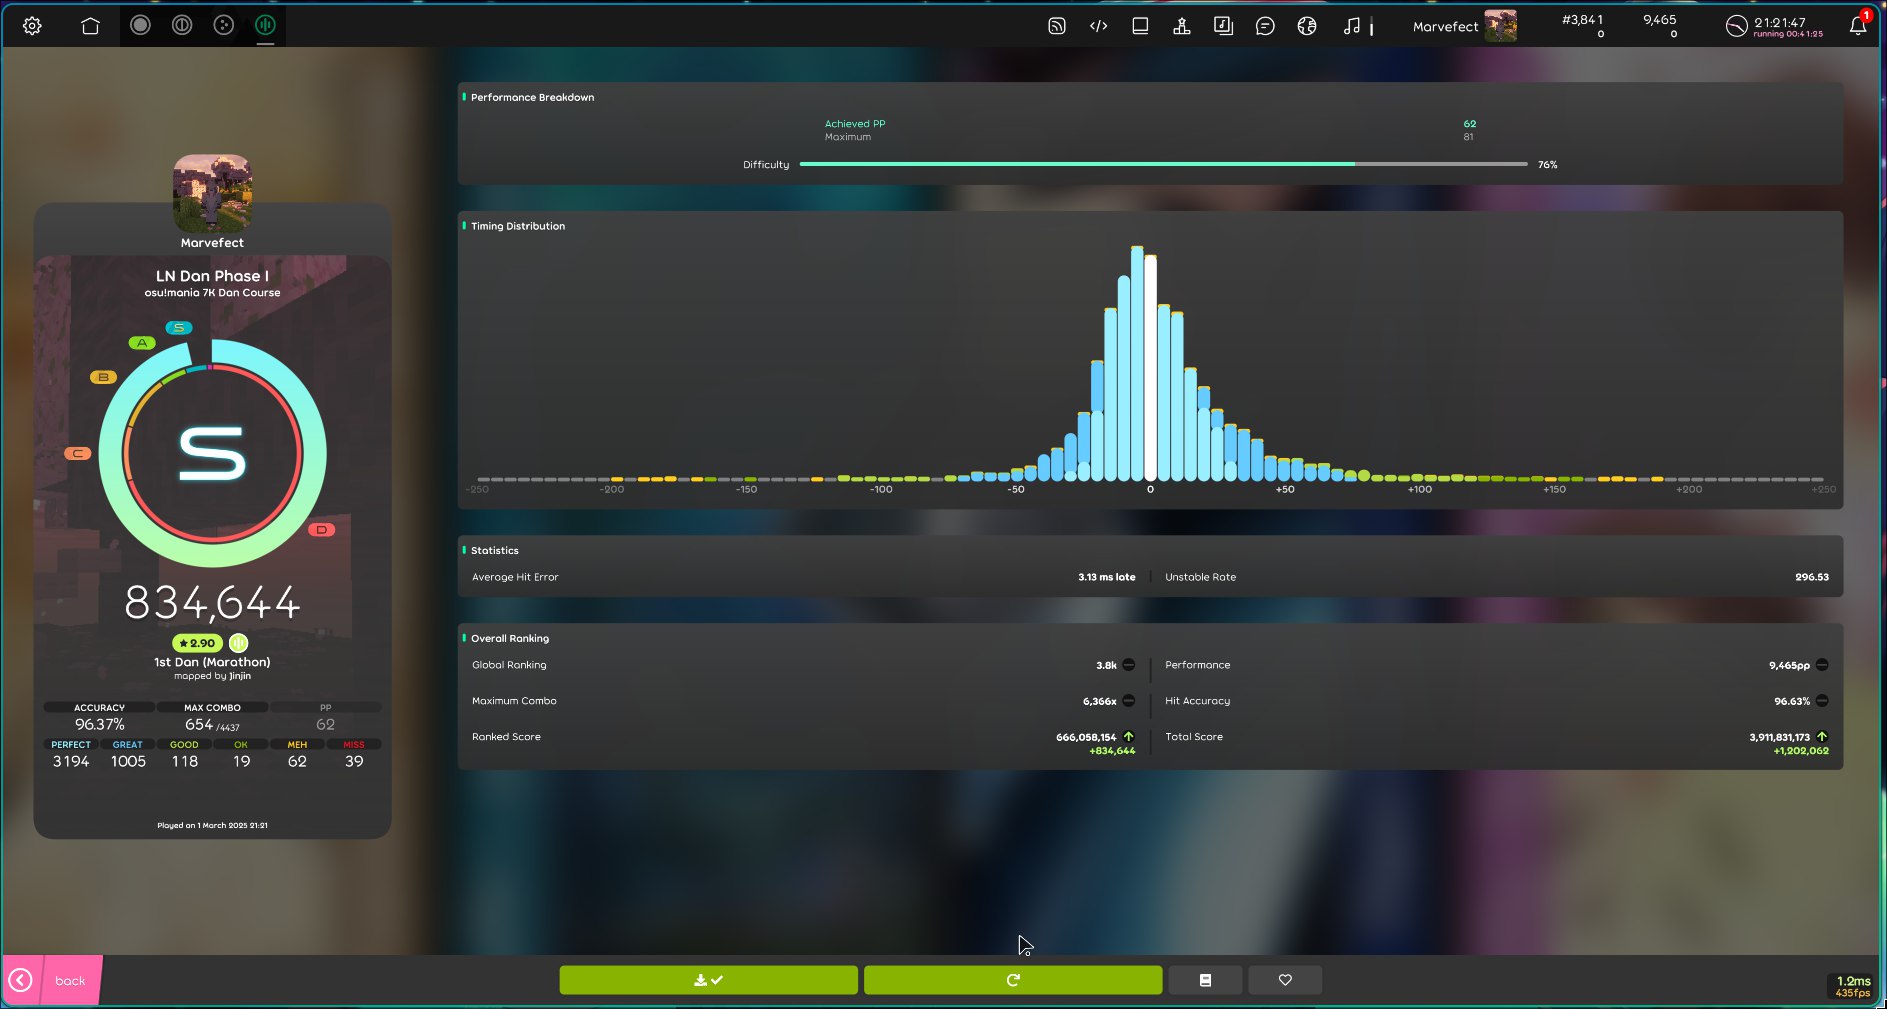 Marvefect
#3,841
0
9,465
0
21:21:47
running 00:41:25
1
Marvefect
LN Dan Phase I
osu!mania 7K Dan Course
S
A
B
C
D
S
834,644
2.90
1st Dan (Marathon)
mapped by Jinjin
ACCURACY MAX COMBO PP
96.37% 654 /4437 62
PERFECT GREAT GOOD OK MEH MISS
3194 1005 118 19 62 39
Played on 1 March 2025 21:21
Performance Breakdown
Achieved PP 62
Maximum 81
Difficulty 76%
Timing Distribution
-250 -200 -150 -100 -50 0 +50 +100 +150 +200 +250
Statistics
Average Hit Error 3.13 ms late Unstable Rate 296.53
Overall Ranking
Global Ranking 3.8k Performance 9,465pp
Maximum Combo 6,366x Hit Accuracy 96.63%
Ranked Score 666,058,154 Total Score 3,911,831,173
+834,644 +1,202,062
back
1.2ms
435fps